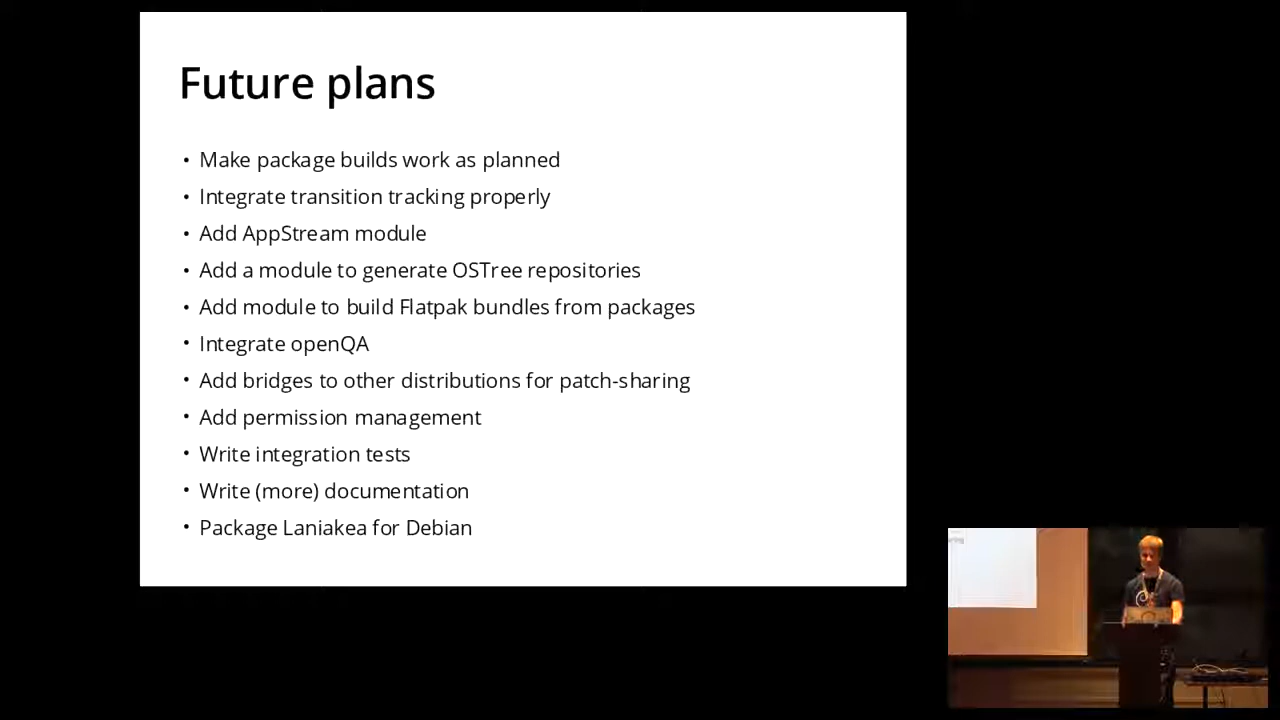 Future plans
• Make package builds work as planned
• Integrate transition tracking properly
• Add AppStream module
• Add a module to generate OSTree repositories
• Add module to build Flatpak bundles from packages
• Integrate openQA
• Add bridges to other distributions for patch-sharing
• Add permission management
• Write integration tests
• Write (more) documentation
• Package Laniakea for Debian